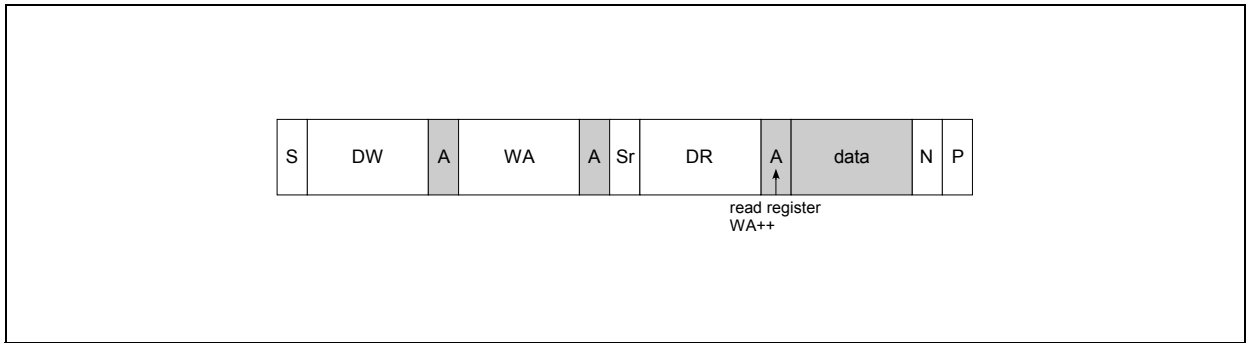 S DW A WA A Sr DR A data N P
read register
WA++